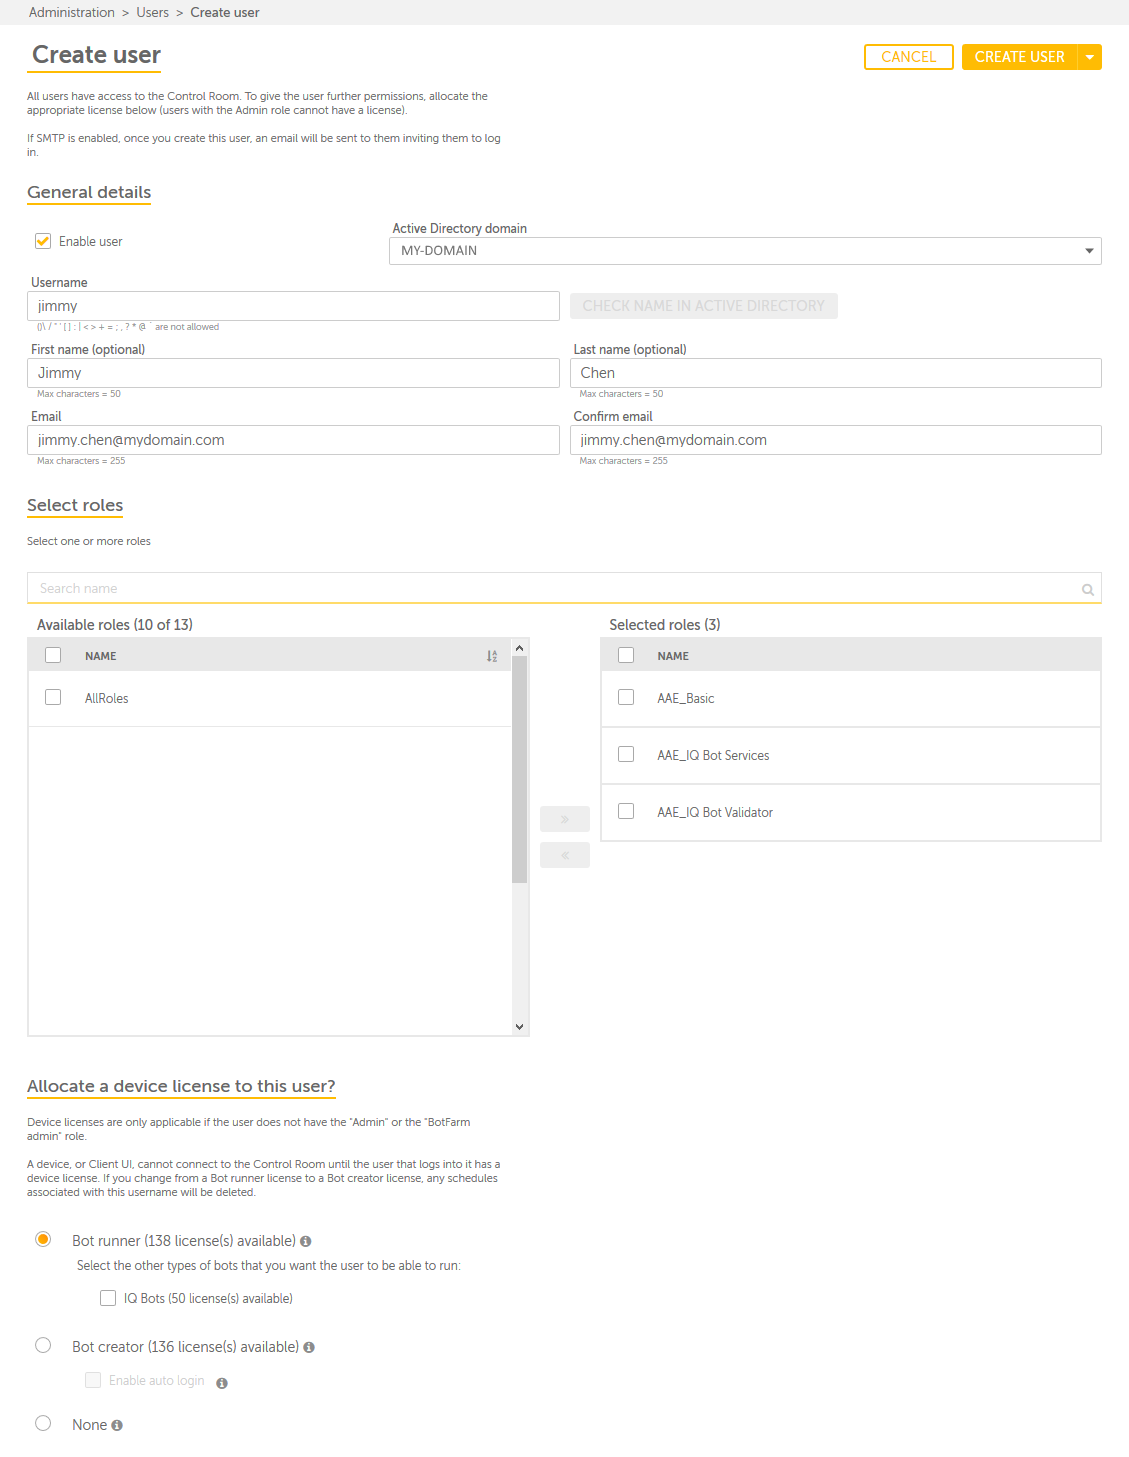 Administration > Users > Create user
Create user
CANCEL
CREATE USER
All users have access to the Control Room. To give the user further permissions, allocate the
appropriate license below (users with the Admin role cannot have a license).
If SMTP is enabled, once you create this user, an email will be sent to them inviting them to log
in.
General details
Enable user
Active Directory domain
MY-DOMAIN
Username
jimmy
CHECK NAME IN ACTIVE DIRECTORY
()\ / " ' [ ] : | < > + = ; , ? * @ ` are not allowed
First name (optional)
Last name (optional)
Jimmy
Chen
Max characters = 50
Max characters = 50
Email
Confirm email
jimmy.chen@mydomain.com
jimmy.chen@mydomain.com
Max characters = 255
Max characters = 255
Select roles
Select one or more roles
Search name
Available roles (10 of 13)
Selected roles (3)
NAME
NAME
AllRoles
AAE_Basic
AAE_IQ Bot Services
AAE_IQ Bot Validator
Allocate a device license to this user?
Device licenses are only applicable if the user does not have the "Admin" or the "BotFarm
admin" role.
A device, or Client UI, cannot connect to the Control Room until the user that logs into it has a
device license. If you change from a Bot runner license to a Bot creator license, any schedules
associated with this username will be deleted.
Bot runner (138 license(s) available)
Select the other types of bots that you want the user to be able to run:
IQ Bots (50 license(s) available)
Bot creator (136 license(s) available)
Enable auto login
None